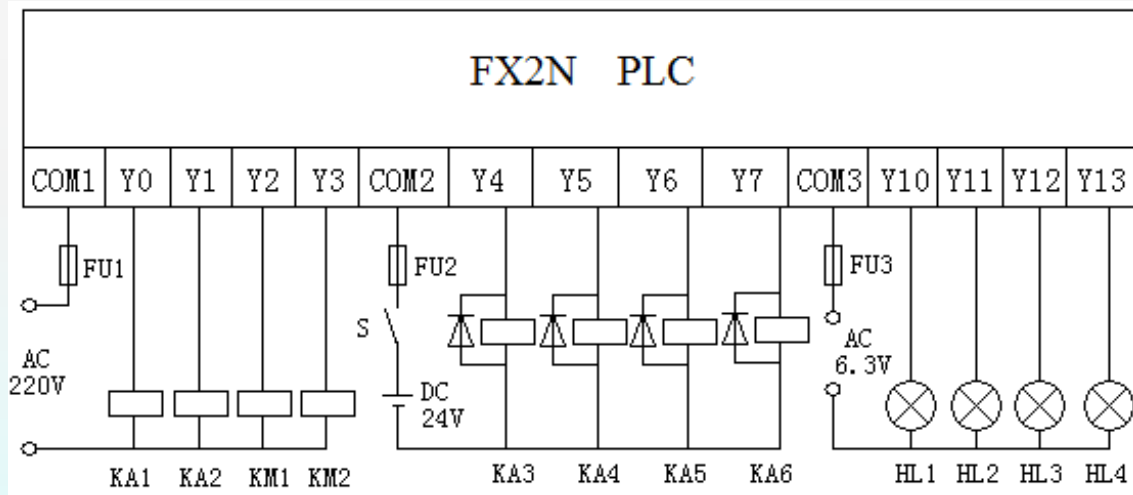 FX2N PLC
COM1 Y0 Y1 Y2 Y3 COM2 Y4 Y5 Y6 Y7 COM3 Y10 Y11 Y12 Y13
FU1 FU2 FU3
S
AC
220V
DC
24V
AC
6.3V
KA1 KA2 KM1 KM2 KA3 KA4 KA5 KA6 HL1 HL2 HL3 HL4